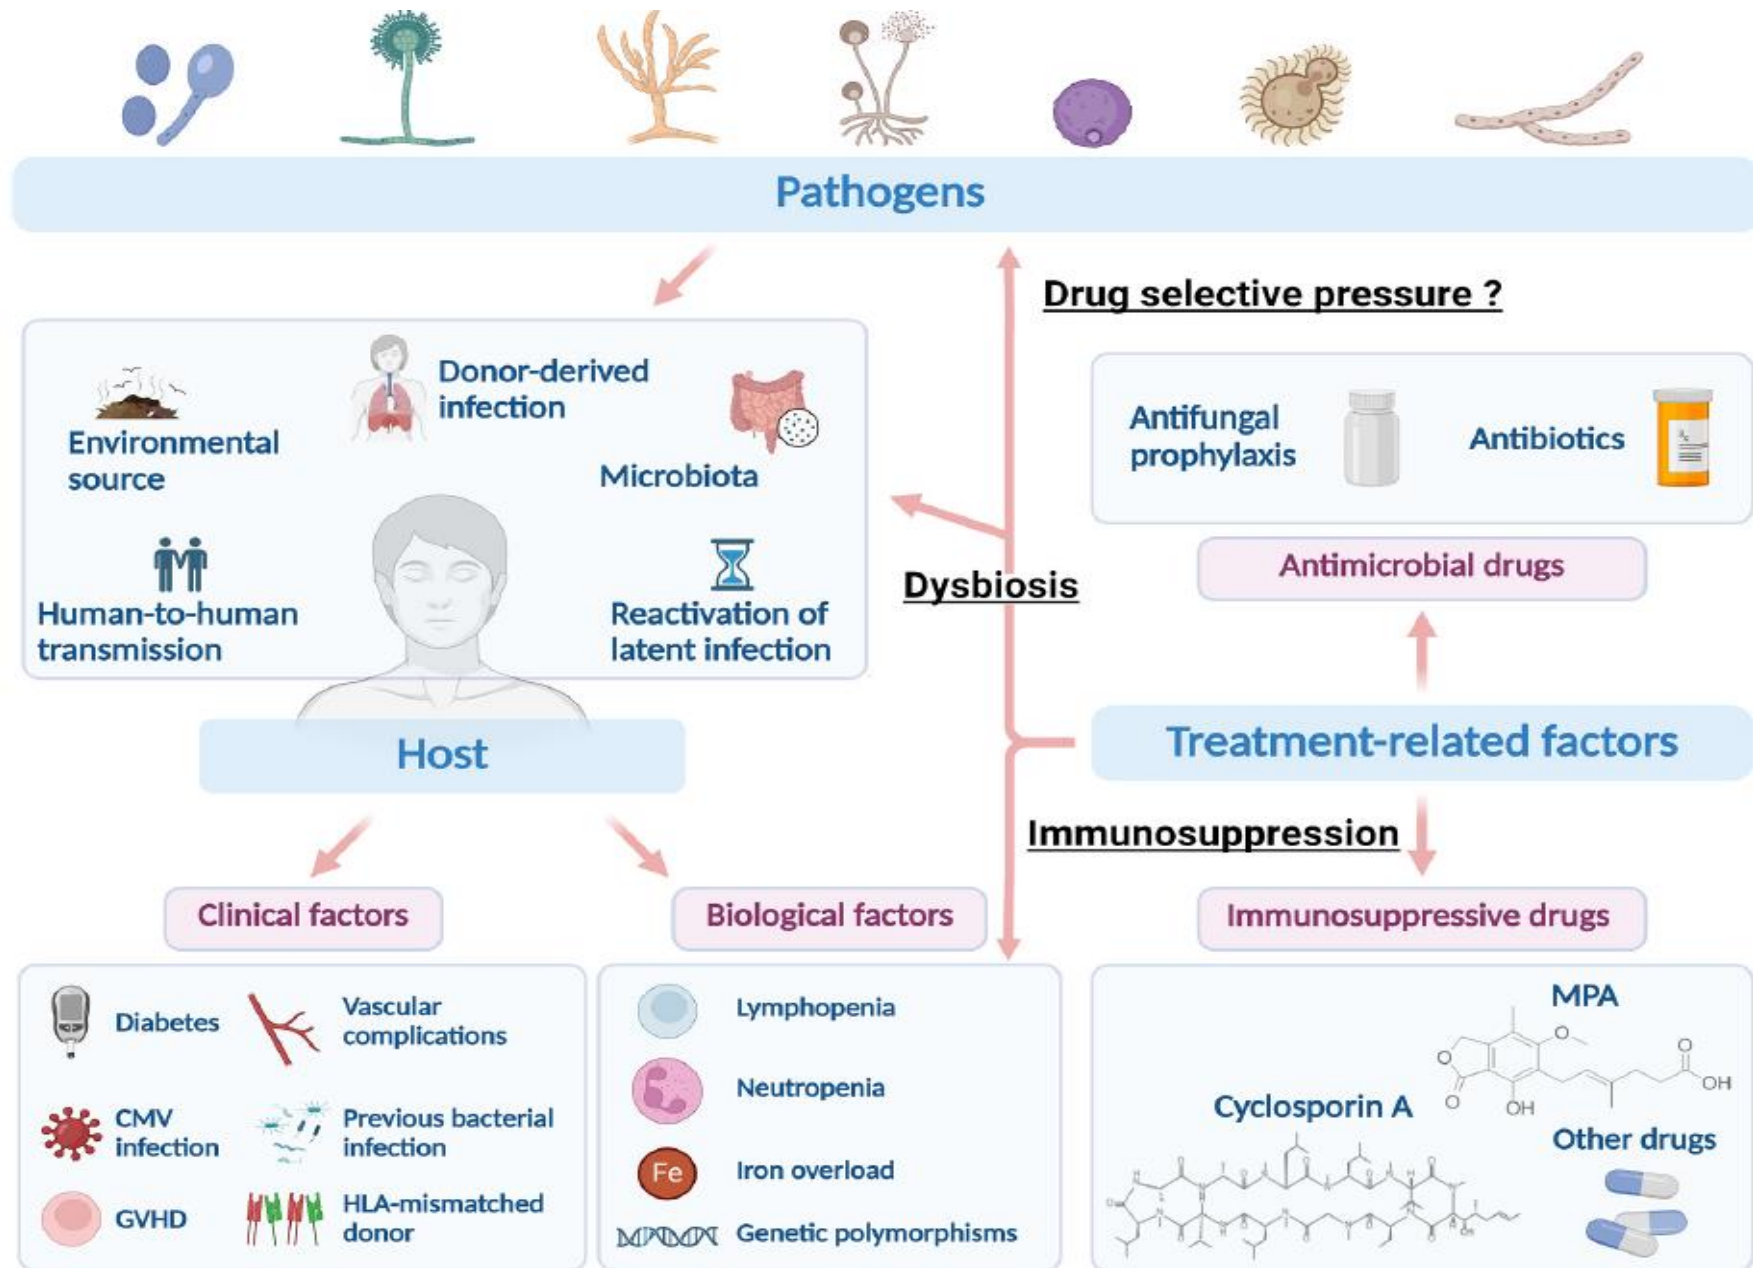 Pathogens
Drug selective pressure ?
Donor-derived
infection
Environmental
source
Microbiota
Human-to-human
transmission
Reactivation of
latent infection
Antifungal
prophylaxis
Antibiotics
Antimicrobial drugs
Dysbiosis
Host
Treatment-related factors
Immunosuppression
Clinical factors
Biological factors
Immunosuppressive drugs
Diabetes
Vascular
complications
CMV
infection
Previous bacterial
infection
GVHD
HLA-mismatched
donor
Lymphopenia
Neutropenia
Fe
Iron overload
Genetic polymorphisms
MPA
O
O
O
O
OH
OH
Cyclosporin A
Other drugs